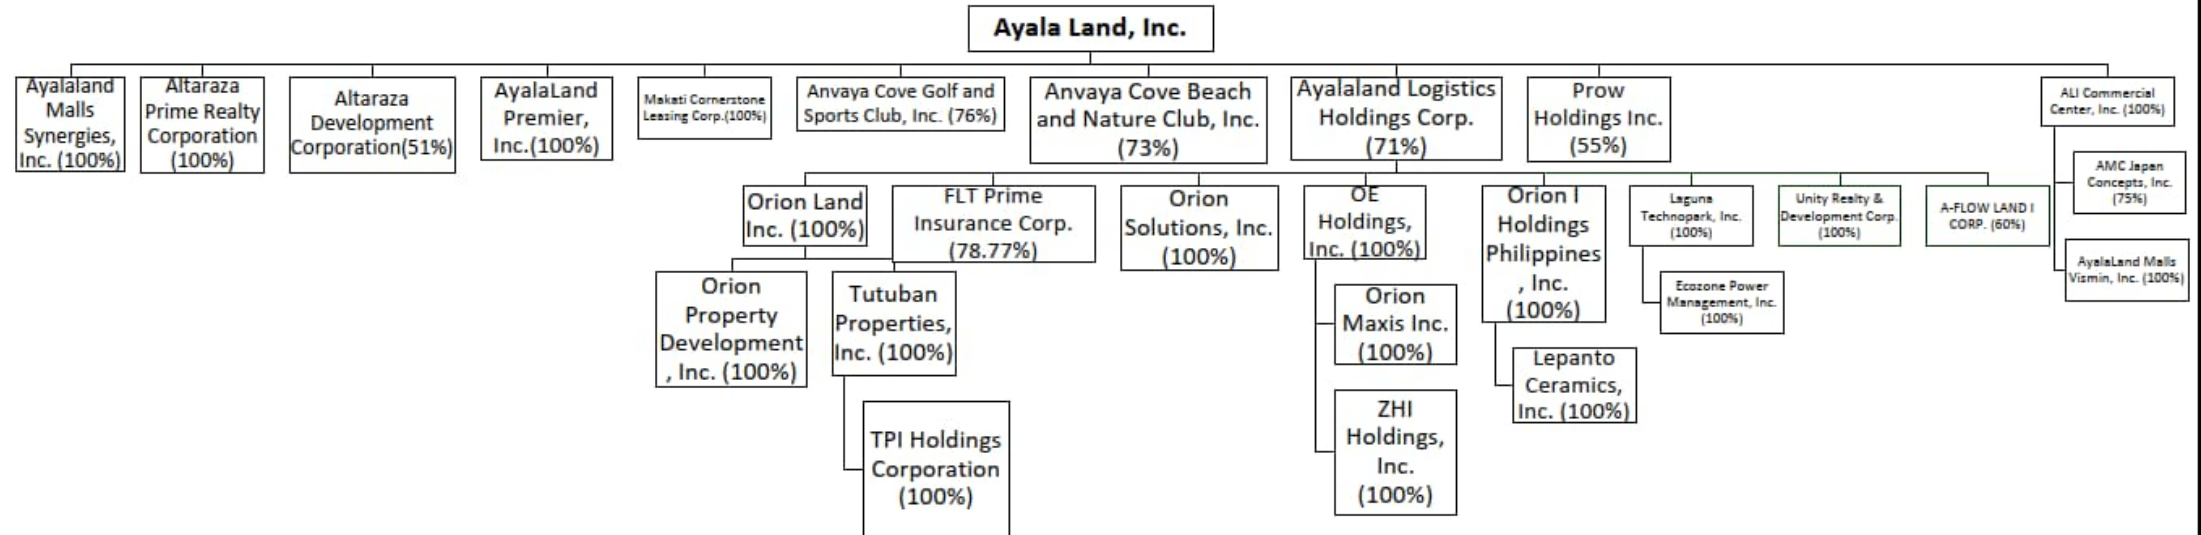 Ayala Land, Inc.
Ayalaland
Malls
Synergies,
Inc. (100%)
Altaraza
Prime Realty
Corporation
(100%)
Altaraza
Development
Corporation(51%)
AyalaLand
Premier,
Inc.(100%)
Makati Cornerstone
Leasing Corp.(100%)
Anvaya Cove Golf and
Sports Club, Inc. (76%)
Anvaya Cove Beach
and Nature Club, Inc.
(73%)
Ayalaland Logistics
Holdings Corp.
(71%)
Prow
Holdings Inc.
(55%)
ALI Commercial
Center, Inc. (100%)
AMC Japan
Concepts, Inc.
(75%)
AyalaLand Malls
Vismin, Inc. (100%)
Orion Land
Inc. (100%)
FLT Prime
Insurance Corp.
(78.77%)
Orion
Solutions, Inc.
(100%)
OE
Holdings,
Inc. (100%)
Orion I
Holdings
Philippines
, Inc.
(100%)
Laguna
Technopark, Inc.
(100%)
Unity Realty &
Development Corp.
(100%)
A-FLOW LAND I
CORP. (60%)
Orion
Property
Development
, Inc. (100%)
Tutuban
Properties,
Inc. (100%)
Orion
Maxis Inc.
(100%)
Ecozone Power
Management, Inc.
(100%)
Lepanto
Ceramics,
Inc. (100%)
TPI Holdings
Corporation
(100%)
ZHI
Holdings,
Inc.
(100%)